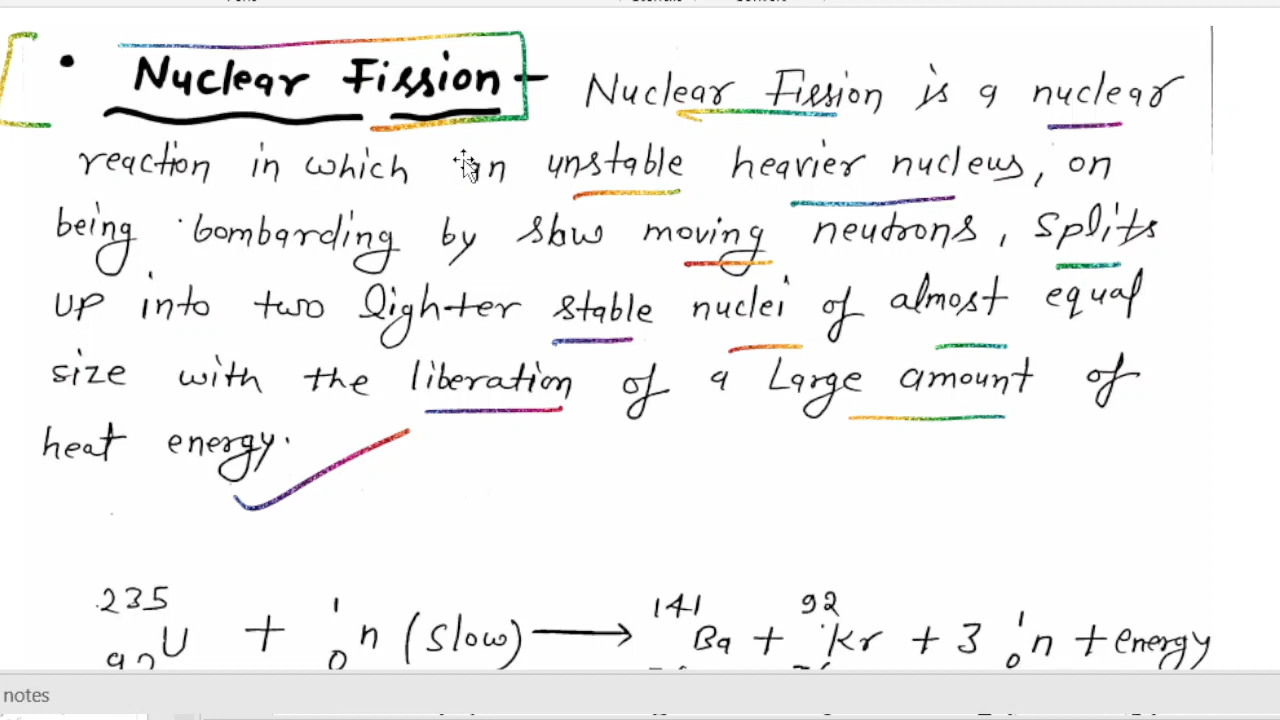 • Nuclear Fission - Nuclear Fission is a nuclear
reaction in which an unstable heavier nucleus, on
being bombarding by slow moving neutrons, splits
up into two lighter stable nuclei of almost equal
size with the liberation of a Large amount of
heat energy.
235 1 141 92 1
92 U + 0 n (slow) → Ba + Kr + 3 0 n + energy
notes